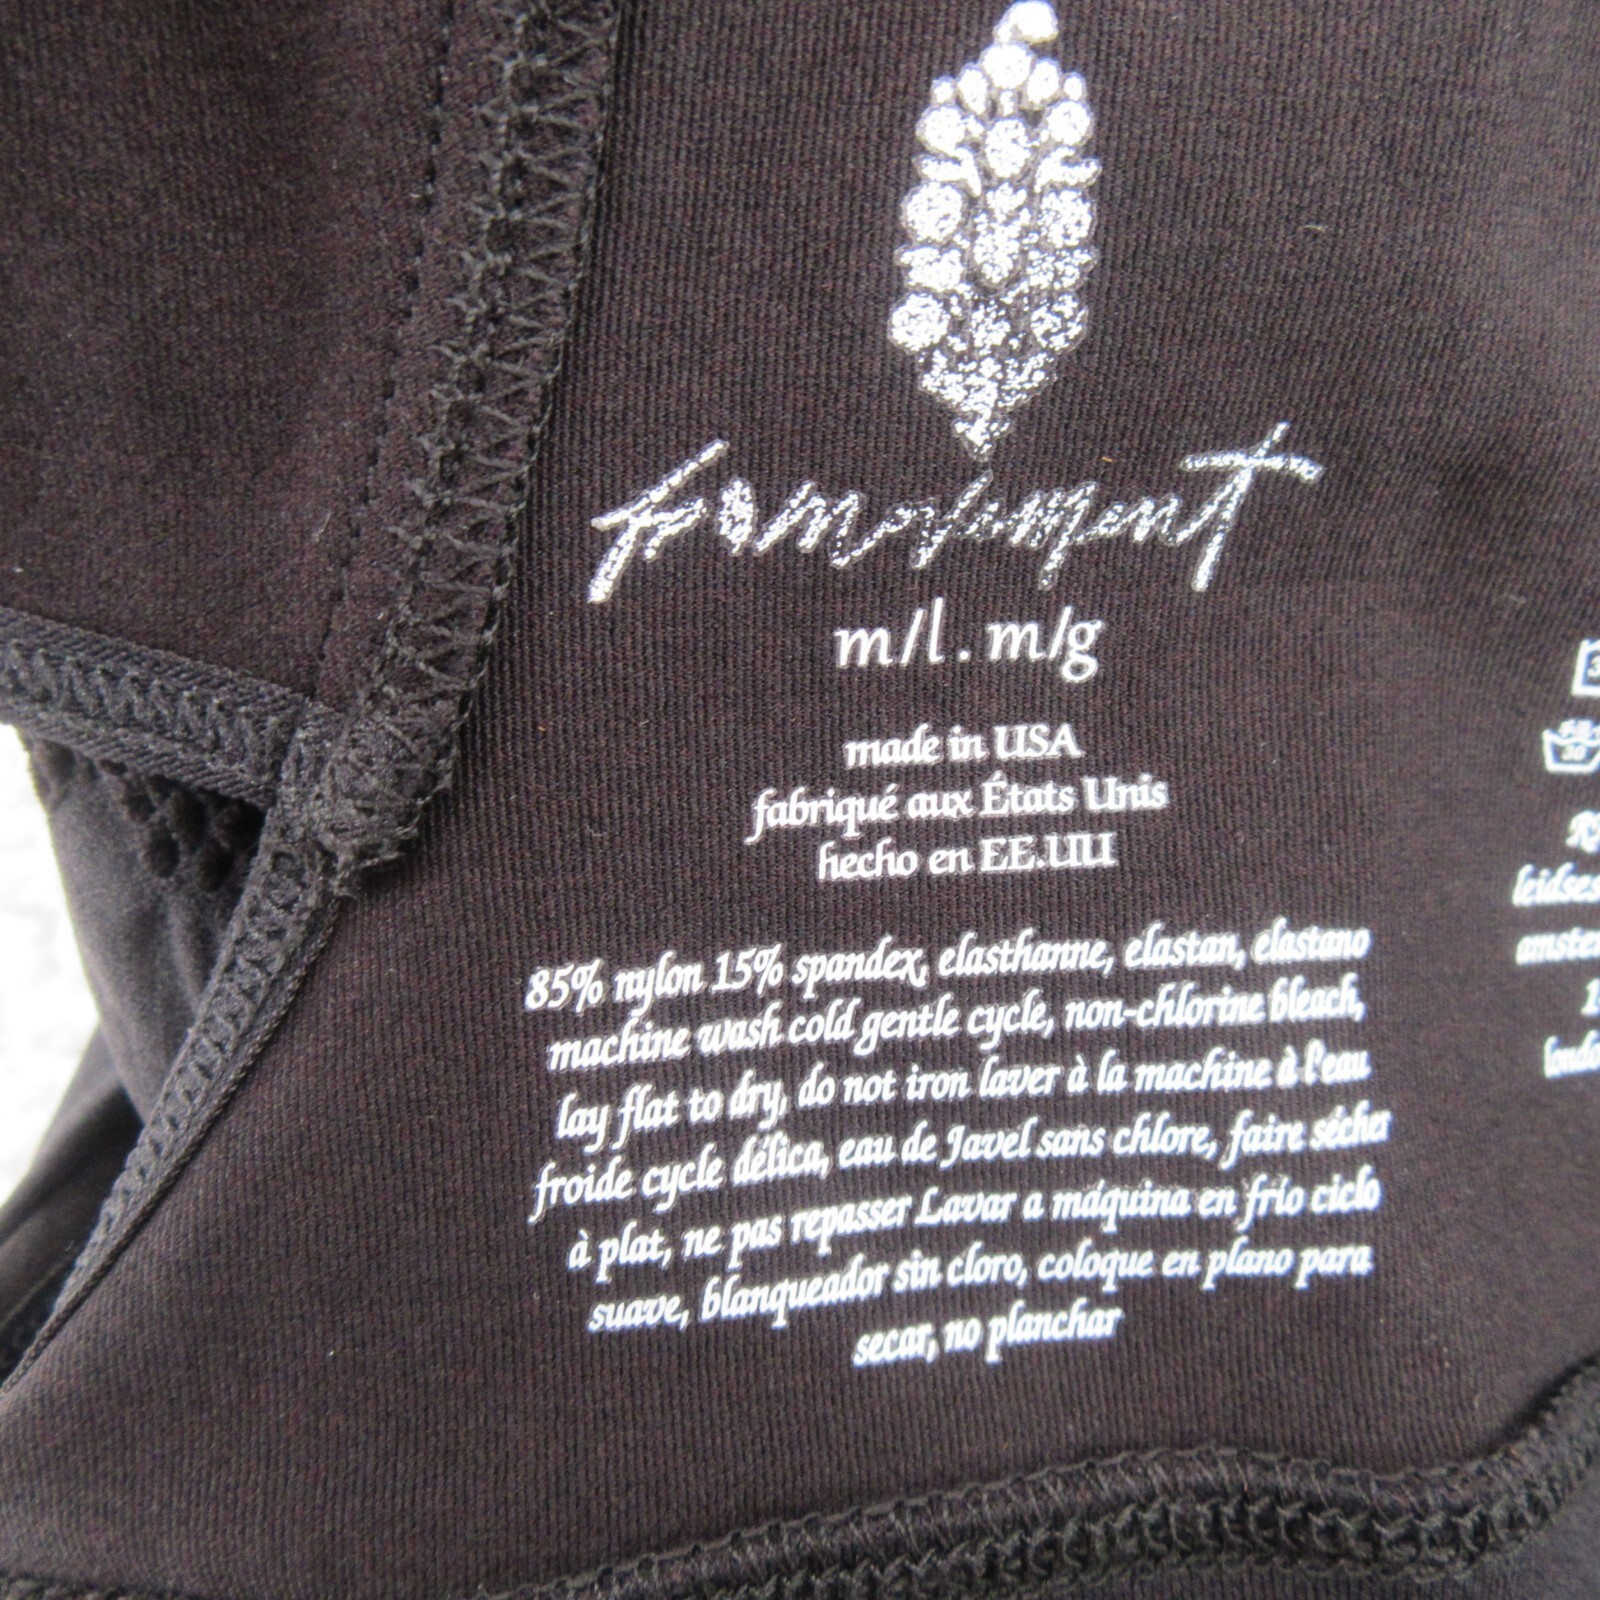 fpmovement
m/l . m/g
made in USA
fabriqué aux États Unis
hecho en EE.UU
85% nylon 15% spandex, elasthanne, elastan, elastano
machine wash cold gentle cycle, non-chlorine bleach,
lay flat to dry, do not iron laver à la machine à l'eau
froide cycle délica, eau de Javel sans chlore, faire sécher
à plat, ne pas repasser Lavar a máquina en frío ciclo
suave, blanqueador sin cloro, coloque en plano para
secar, no planchar